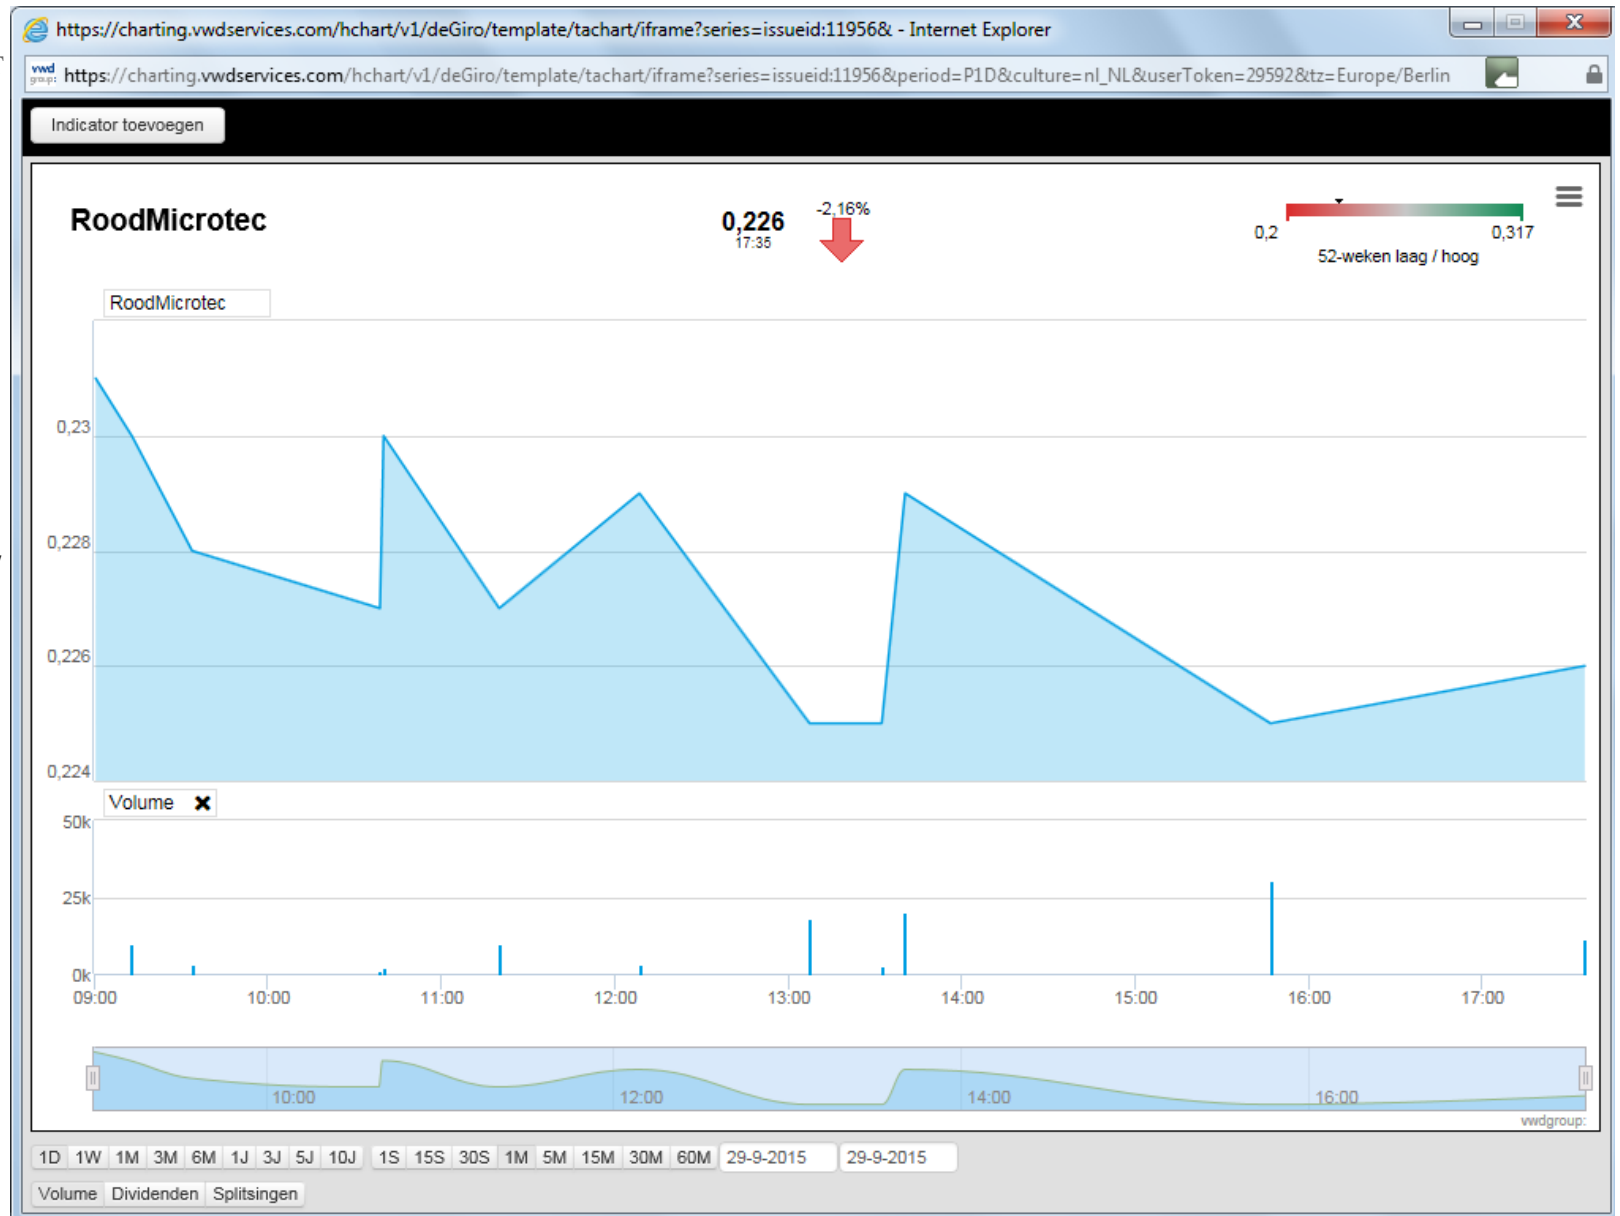 https://charting.vwdservices.com/hchart/v1/deGiro/template/tachart/iframe?series=issueid:11956& - Internet Explorer
vwd group: https://charting.vwdservices.com/hchart/v1/deGiro/template/tachart/iframe?series=issueid:11956&period=P1D&culture=nl_NL&userToken=29592&tz=Europe/Berlin
Indicator toevoegen
RoodMicrotec
0,226
17:35
-2,16%
0,2 0,317
52-weken laag / hoog
RoodMicrotec
0,23
0,228
0,226
0,224
Volume
50k
25k
0k
09:00 10:00 11:00 12:00 13:00 14:00 15:00 16:00 17:00
10:00 12:00 14:00 16:00
vwdgroup:
1D 1W 1M 3M 6M 1J 3J 5J 10J 1S 15S 30S 1M 5M 15M 30M 60M 29-9-2015 29-9-2015
Volume Dividenden Splitsingen